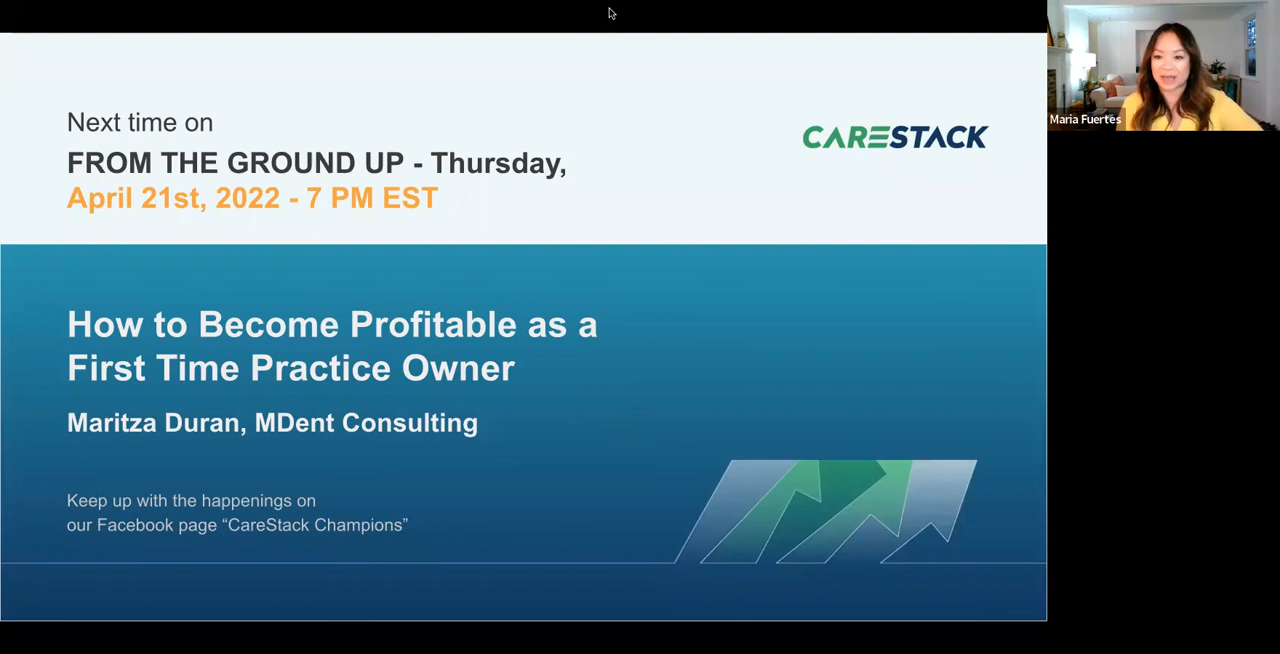 Next time on
FROM THE GROUND UP - Thursday,
April 21st, 2022 - 7 PM EST
CARESTACK
How to Become Profitable as a
First Time Practice Owner
Maritza Duran, MDent Consulting
Keep up with the happenings on
our Facebook page “CareStack Champions”
Maria Fuertes